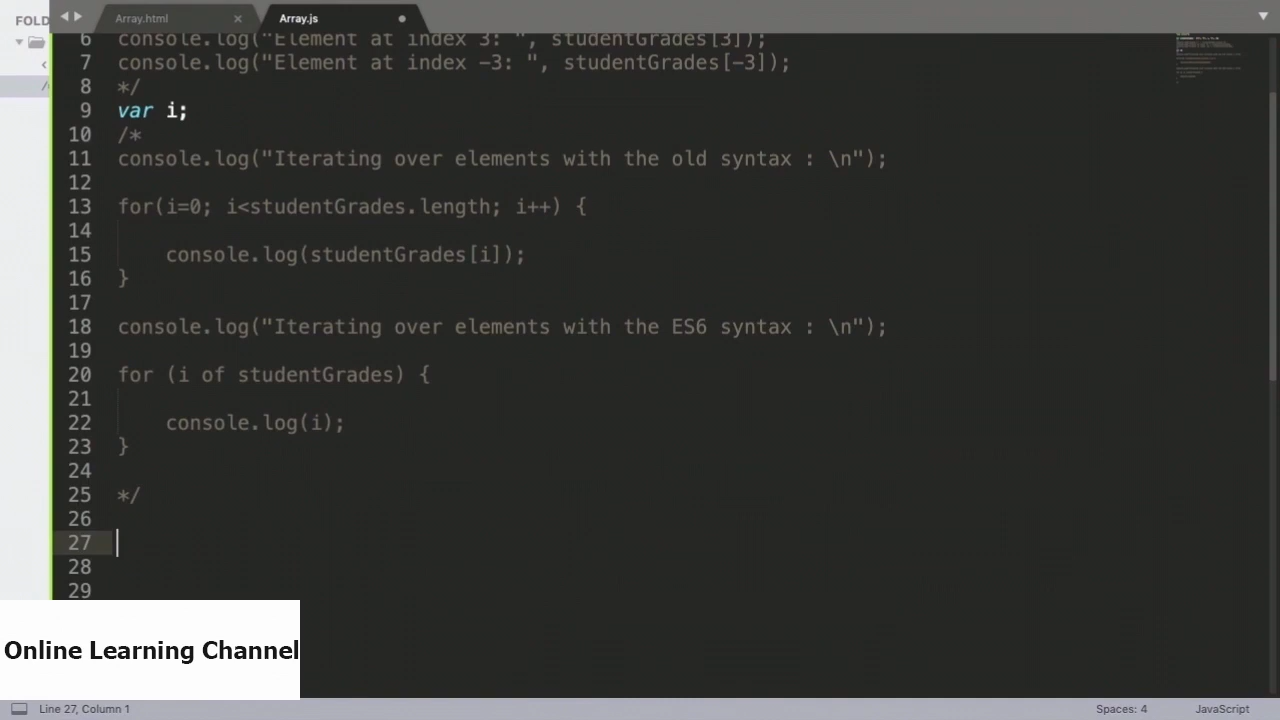 FOLD
Array.html
Array.js
6 console.log("Element at index 3: ", studentGrades[3]);
7 console.log("Element at index -3: ", studentGrades[-3]);
8 */
9 var i;
10 /*
11 console.log("Iterating over elements with the old syntax : \n");
12
13 for(i=0; i<studentGrades.length; i++) {
14
15 console.log(studentGrades[i]);
16 }
17
18 console.log("Iterating over elements with the ES6 syntax : \n");
19
20 for (i of studentGrades) {
21
22 console.log(i);
23 }
24
25 */
26
27
28
29
Online Learning Channel
Line 27, Column 1
Spaces: 4
JavaScript